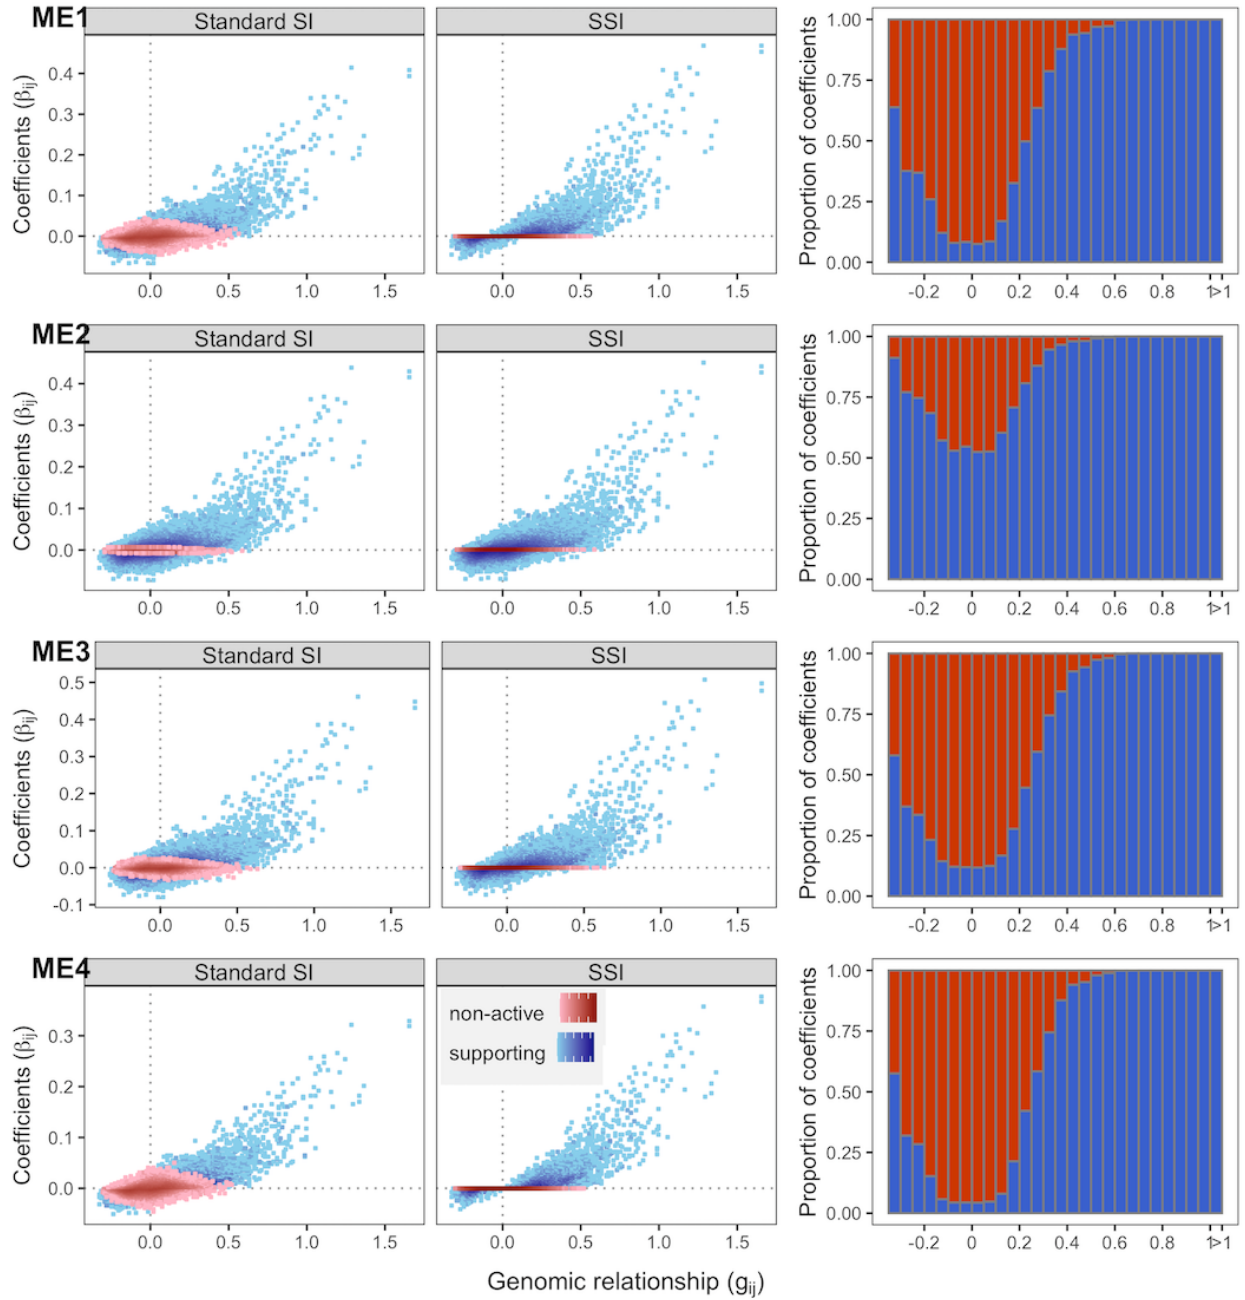 ME1
Standard SI
SSI
Coefficients (βij)
0.4
0.3
0.2
0.1
0.0
0.0 0.5 1.0 1.5
0.0 0.5 1.0 1.5
Proportion of coefficients
1.00
0.75
0.50
0.25
0.00
-0.2 0 0.2 0.4 0.6 0.8 1 >1
ME2
Standard SI
SSI
Coefficients (βij)
0.4
0.3
0.2
0.1
0.0
0.0 0.5 1.0 1.5
0.0 0.5 1.0 1.5
Proportion of coefficients
1.00
0.75
0.50
0.25
0.00
-0.2 0 0.2 0.4 0.6 0.8 1 >1
ME3
Standard SI
SSI
Coefficients (βij)
0.5
0.4
0.3
0.2
0.1
0.0
-0.1
0.0 0.5 1.0 1.5
0.0 0.5 1.0 1.5
Proportion of coefficients
1.00
0.75
0.50
0.25
0.00
-0.2 0 0.2 0.4 0.6 0.8 1 >1
ME4
Standard SI
SSI
Coefficients (βij)
0.3
0.2
0.1
0.0
0.0 0.5 1.0 1.5
non-active
supporting
0.0 0.5 1.0 1.5
Proportion of coefficients
1.00
0.75
0.50
0.25
0.00
-0.2 0 0.2 0.4 0.6 0.8 1 >1
Genomic relationship (gij)